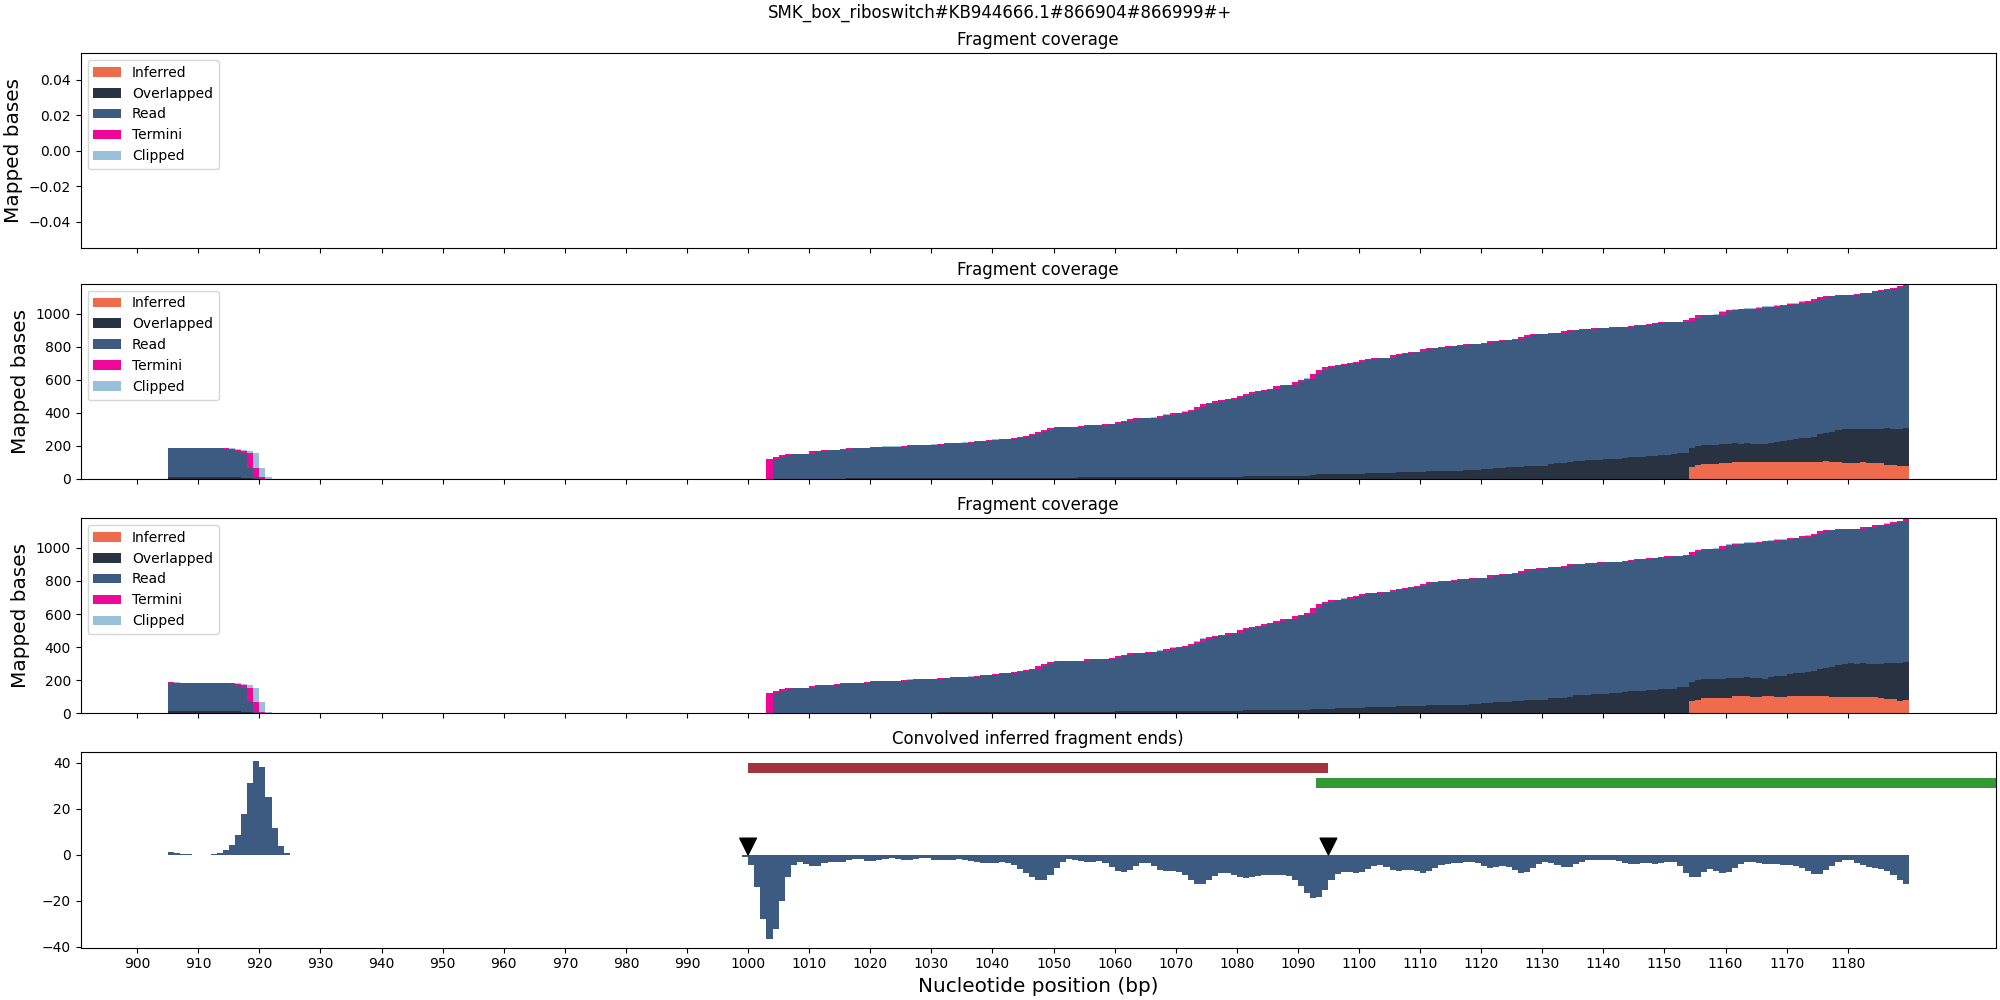 SMK_box_riboswitch#KB944666.1#866904#866999#+
Fragment coverage
Mapped bases
0.04
0.02
0.00
−0.02
−0.04
Inferred
Overlapped
Read
Termini
Clipped
Fragment coverage
Mapped bases
1000
800
600
400
200
0
Inferred
Overlapped
Read
Termini
Clipped
Fragment coverage
Mapped bases
1000
800
600
400
200
0
Inferred
Overlapped
Read
Termini
Clipped
Convolved inferred fragment ends)
40
20
0
−20
−40
900 910 920 930 940 950 960 970 980 990 1000 1010 1020 1030 1040 1050 1060 1070 1080 1090 1100 1110 1120 1130 1140 1150 1160 1170 1180
Nucleotide position (bp)